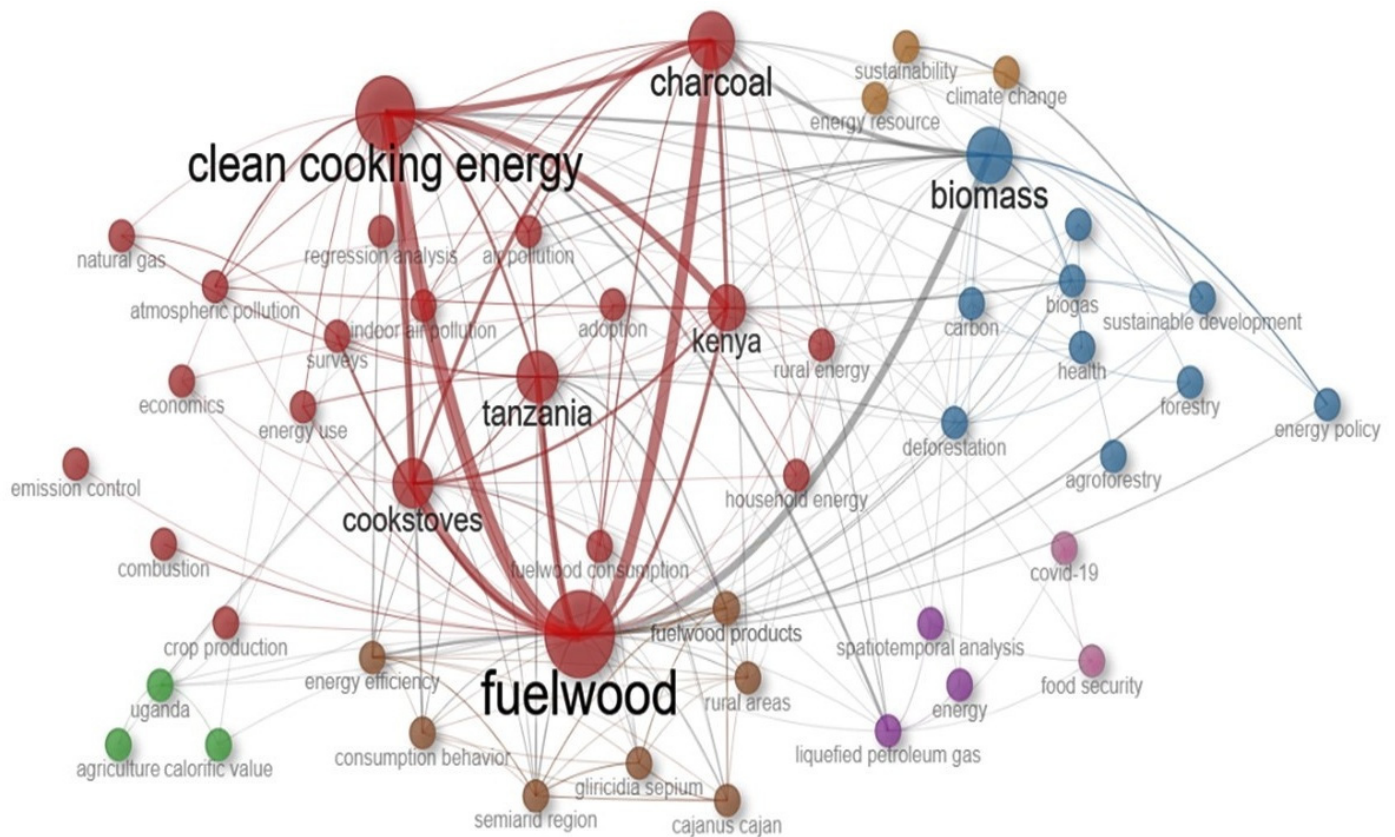 charcoal
sustainability
climate change
energy resource
clean cooking energy
biomass
natural gas
regression analysis
air pollution
atmospheric pollution
indoor air pollution
surveys
adoption
kenya
rural energy
carbon
biogas
sustainable development
health
economics
energy use
tanzania
forestry
energy policy
deforestation
agroforestry
emission control
cookstoves
household energy
combustion
fuelwood consumption
covid-19
crop production
fuelwood products
spatiotemporal analysis
energy efficiency
fuelwood
rural areas
food security
uganda
energy
consumption behavior
liquefied petroleum gas
agriculture
calorific value
gliricidia sepium
semiarid region
cajanus cajan